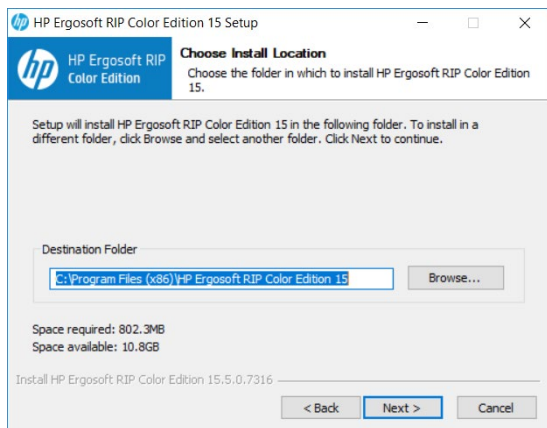 HP Ergosoft RIP Color Edition 15 Setup
hp
HP Ergosoft RIP
Color Edition
Choose Install Location
Choose the folder in which to install HP Ergosoft RIP Color Edition
15.
Setup will install HP Ergosoft RIP Color Edition 15 in the following folder. To install in a
different folder, click Browse and select another folder. Click Next to continue.
Destination Folder
C:\Program Files (x86)\HP Ergosoft RIP Color Edition 15
Browse...
Space required: 802.3MB
Space available: 10.8GB
Install HP Ergosoft RIP Color Edition 15.5.0.7316
< Back Next > Cancel